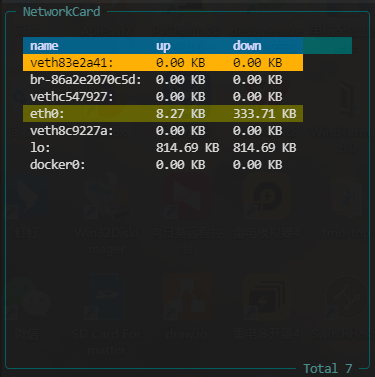 NetworkCard
name up down
veth83e2a41: 0.00 KB 0.00 KB
br-86a2e2070c5d: 0.00 KB 0.00 KB
vethc547927: 0.00 KB 0.00 KB
eth0: 8.27 KB 333.71 KB
veth8c9227a: 0.00 KB 0.00 KB
lo: 814.69 KB 814.69 KB
docker0: 0.00 KB 0.00 KB
Total 7